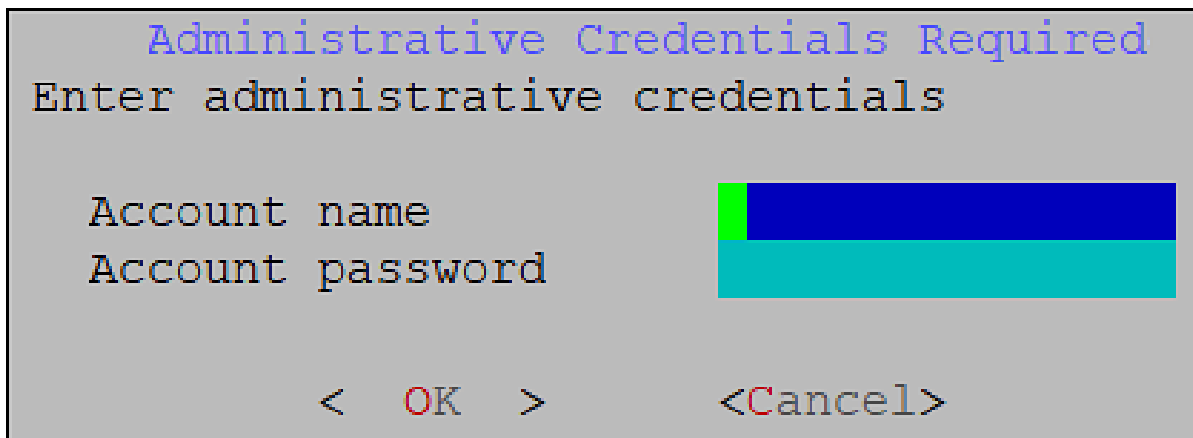 Administrative Credentials Required
Enter administrative credentials
Account name
Account password
< OK > <Cancel>